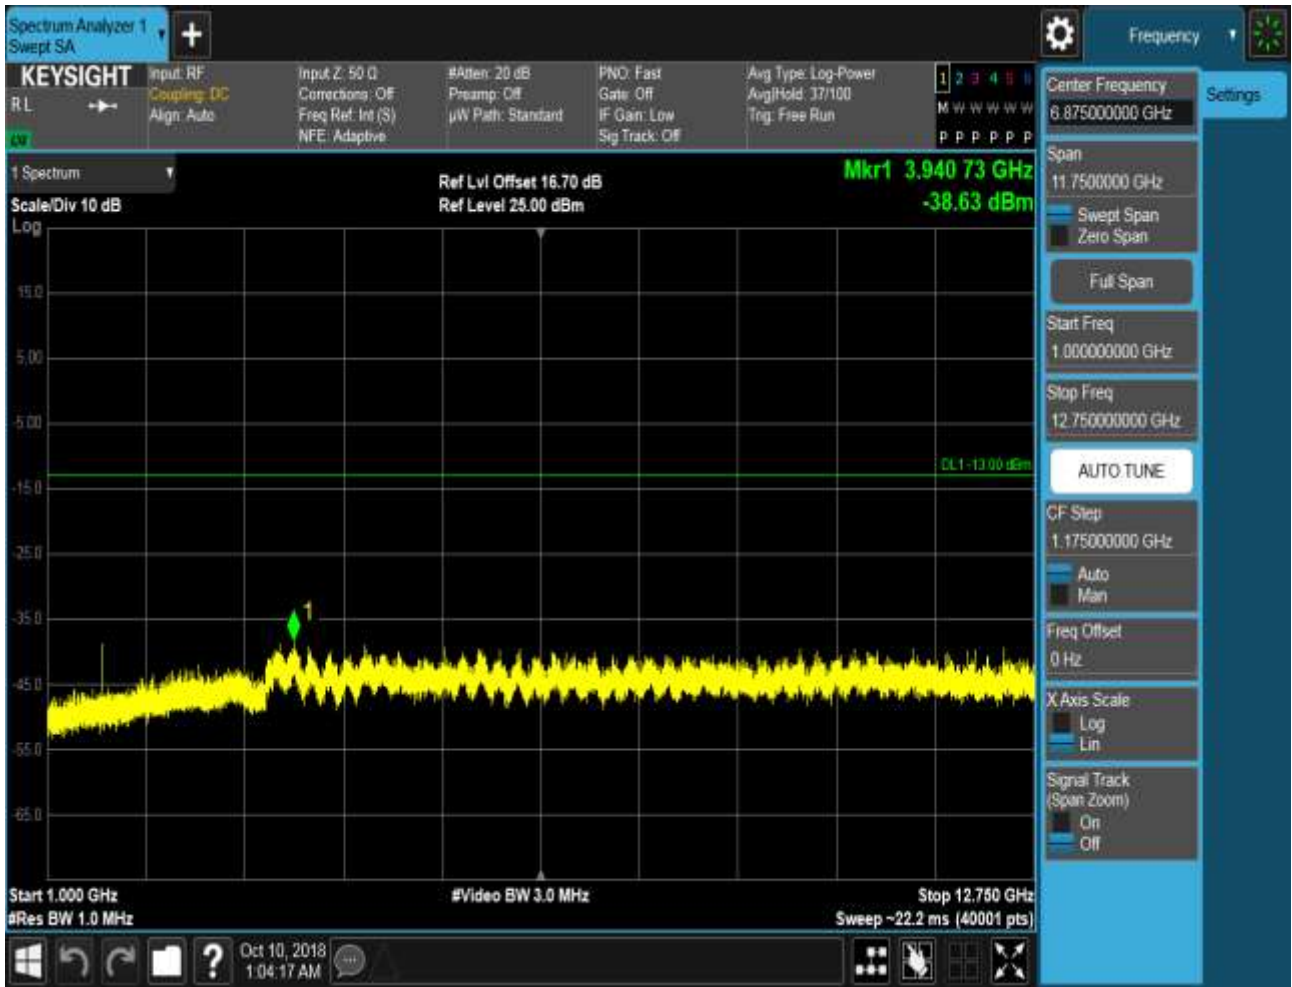 Spectrum Analyzer 1
Swept SA
+
Frequency
KEYSIGHT
RL
Input: RF
Coupling: DC
Align: Auto
Input Z: 50 Ω
Corrections: Off
Freq Ref: Int (S)
NFE: Adaptive
#Atten: 20 dB
Preamp: Off
µW Path: Standard
PNO: Fast
Gate: Off
IF Gain: Low
Sig Track: Off
Avg Type: Log-Power
Avg|Hold: 37/100
Trig: Free Run
1 2 3 4 5 6
M W W W W W
P P P P P P
1 Spectrum
Scale/Div 10 dB
Log
Ref Lvl Offset 16.70 dB
Ref Level 25.00 dBm
Mkr1 3.940 73 GHz
-38.63 dBm
15.0
5.00
-5.00
DL1 -13.00 dBm
-15.0
-25.0
-35.0
1
-45.0
-55.0
-65.0
Start 1.000 GHz
#Video BW 3.0 MHz
Stop 12.750 GHz
#Res BW 1.0 MHz
Sweep ~22.2 ms (40001 pts)
?
Oct 10, 2018
1:04:17 AM
Center Frequency
6.875000000 GHz
Settings
Span
11.7500000 GHz
Swept Span
Zero Span
Full Span
Start Freq
1.000000000 GHz
Stop Freq
12.750000000 GHz
AUTO TUNE
CF Step
1.175000000 GHz
Auto
Man
Freq Offset
0 Hz
X Axis Scale
Log
Lin
Signal Track
(Span Zoom)
On
Off